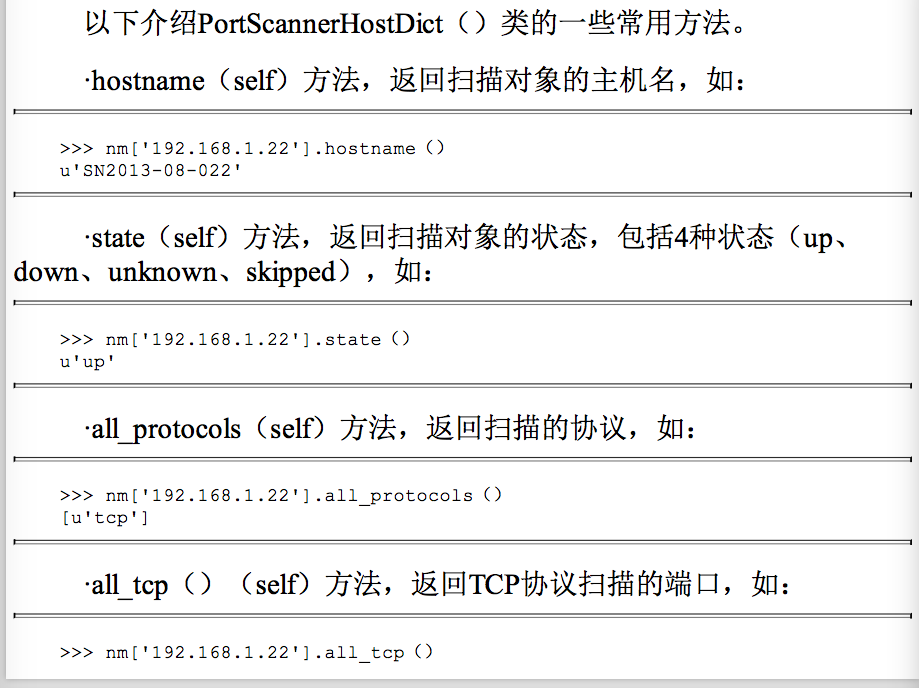 以下介绍PortScannerHostDict（）类的一些常用方法。
·hostname（self）方法，返回扫描对象的主机名，如：
>>> nm['192.168.1.22'].hostname（）
u'SN2013-08-022'
·state（self）方法，返回扫描对象的状态，包括4种状态（up、
down、unknown、skipped），如：
>>> nm['192.168.1.22'].state（）
u'up'
·all_protocols（self）方法，返回扫描的协议，如：
>>> nm['192.168.1.22'].all_protocols（）
[u'tcp']
·all_tcp（）（self）方法，返回TCP协议扫描的端口，如：
>>> nm['192.168.1.22'].all_tcp（）